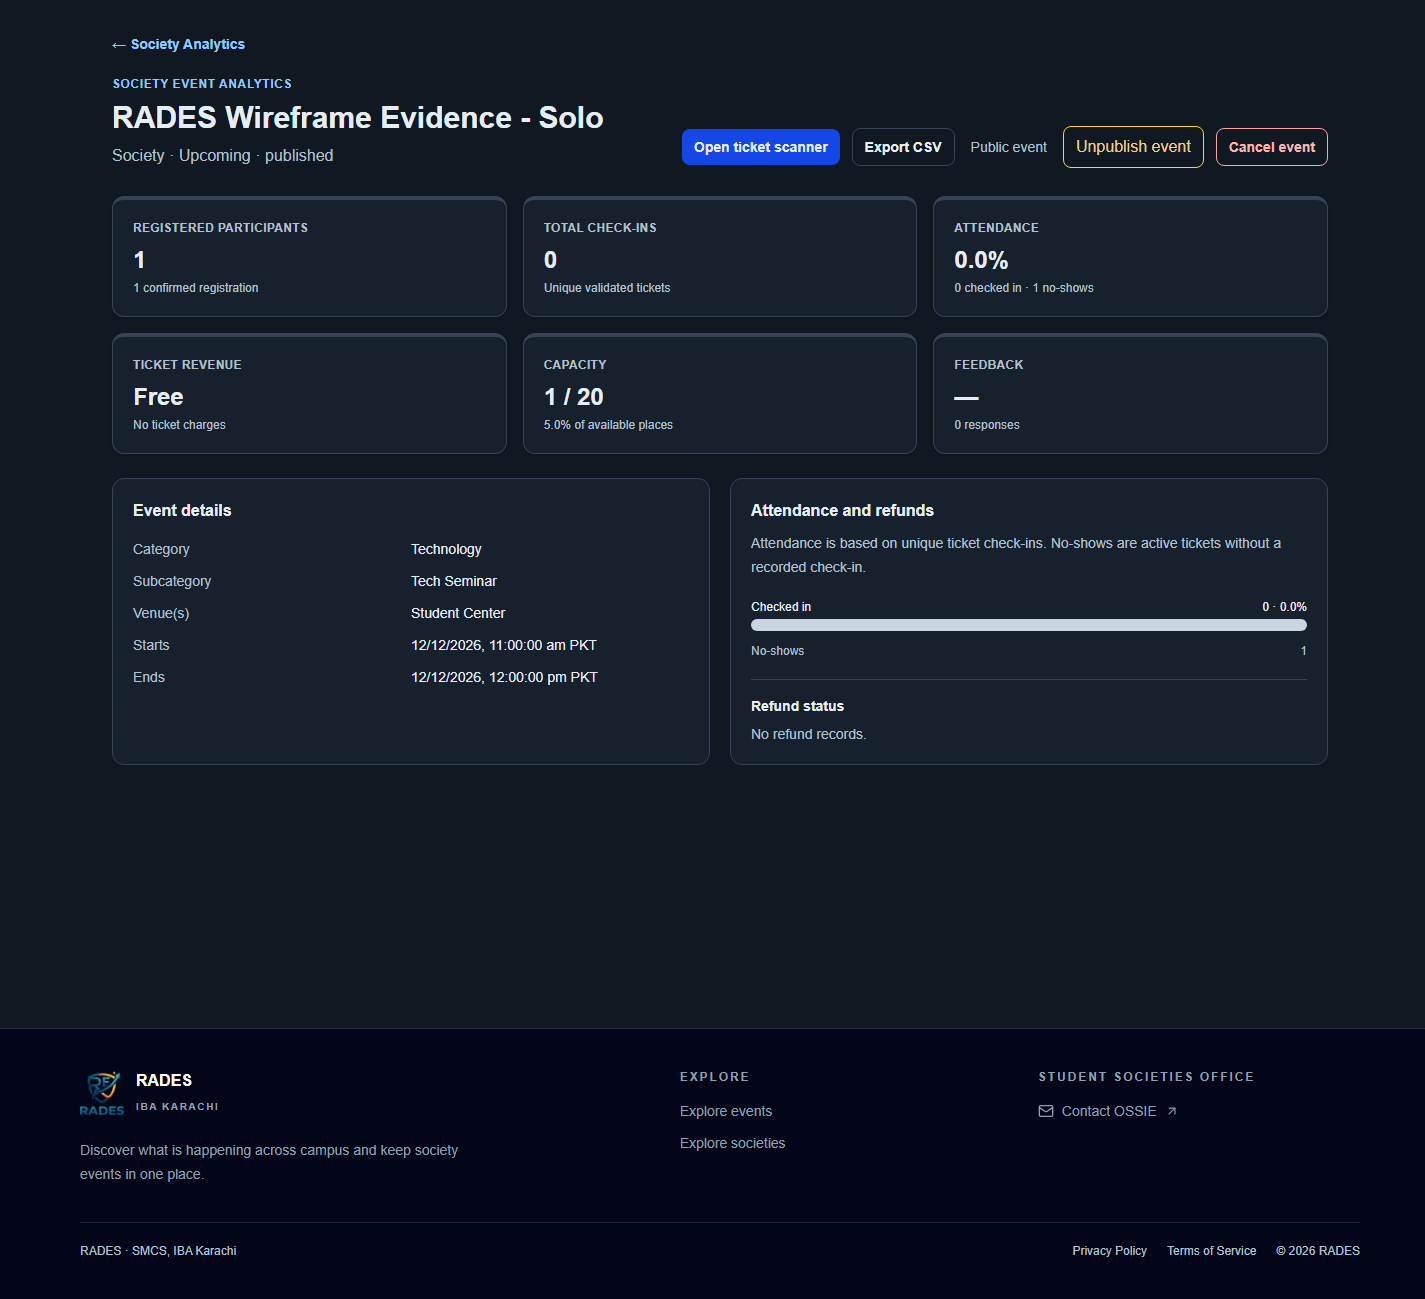 ← Society Analytics
SOCIETY EVENT ANALYTICS
RADES Wireframe Evidence - Solo
Society · Upcoming · published
Open ticket scanner
Export CSV
Public event
Unpublish event
Cancel event
REGISTERED PARTICIPANTS
1
1 confirmed registration
TOTAL CHECK-INS
0
Unique validated tickets
ATTENDANCE
0.0%
0 checked in · 1 no-shows
TICKET REVENUE
Free
No ticket charges
CAPACITY
1 / 20
5.0% of available places
FEEDBACK
—
0 responses
Event details
Category Technology
Subcategory Tech Seminar
Venue(s) Student Center
Starts 12/12/2026, 11:00:00 am PKT
Ends 12/12/2026, 12:00:00 pm PKT
Attendance and refunds
Attendance is based on unique ticket check-ins. No-shows are active tickets without a
recorded check-in.
Checked in 0 · 0.0%
No-shows 1
Refund status
No refund records.
RADES
RADES
IBA KARACHI
Discover what is happening across campus and keep society
events in one place.
EXPLORE
Explore events
Explore societies
STUDENT SOCIETIES OFFICE
Contact OSSIE
RADES · SMCS, IBA Karachi
Privacy Policy
Terms of Service
© 2026 RADES